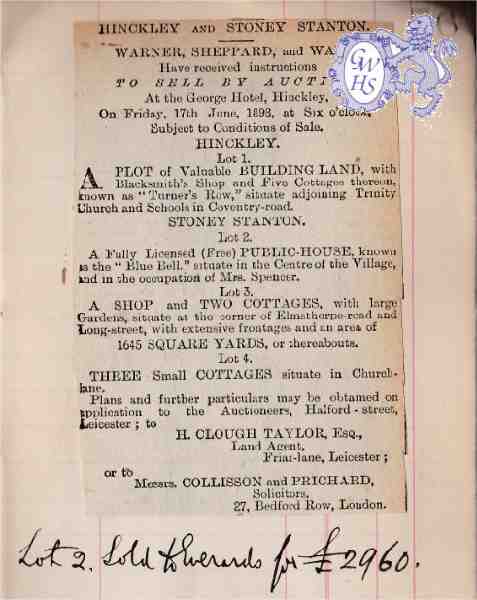 HINCKLEY AND STONEY STANTON.
WARNER, SHEPPARD, and WA
Have received instructions
TO SELL BY AUCTI
At the George Hotel, Hinckley,
On Friday, 17th June, 1898, at Six o'clock,
Subject to Conditions of Sale.
HINCKLEY.
Lot 1.
A PLOT of Valuable BUILDING LAND, with
Blacksmith's Shop and Five Cottages thereon,
known as "Turner's Row," situate adjoining Trinity
Church and Schools in Coventry-road.
STONEY STANTON.
Lot 2.
A Fully Licensed (Free) PUBLIC-HOUSE, known
as the "Blue Bell," situate in the Centre of the Village,
and in the occupation of Mrs. Spencer.
Lot 3.
A SHOP and TWO COTTAGES, with large
Gardens, situate at the corner of Elmsthorpe-road and
Long-street, with extensive frontages and an area of
1645 SQUARE YARDS, or thereabouts.
Lot 4.
THREE Small COTTAGES situate in Church-
lane.
Plans and further particulars may be obtained on
application to the Auctioneers, Halford-street,
Leicester; to
H. CLOUGH TAYLOR, Esq.,
Land Agent,
Friar-lane, Leicester;
or to
Messrs. COLLISSON and PRICHARD,
Solicitors,
27, Bedford Row, London.
Lot 2. Sold to Everards for £2960.
GWHS